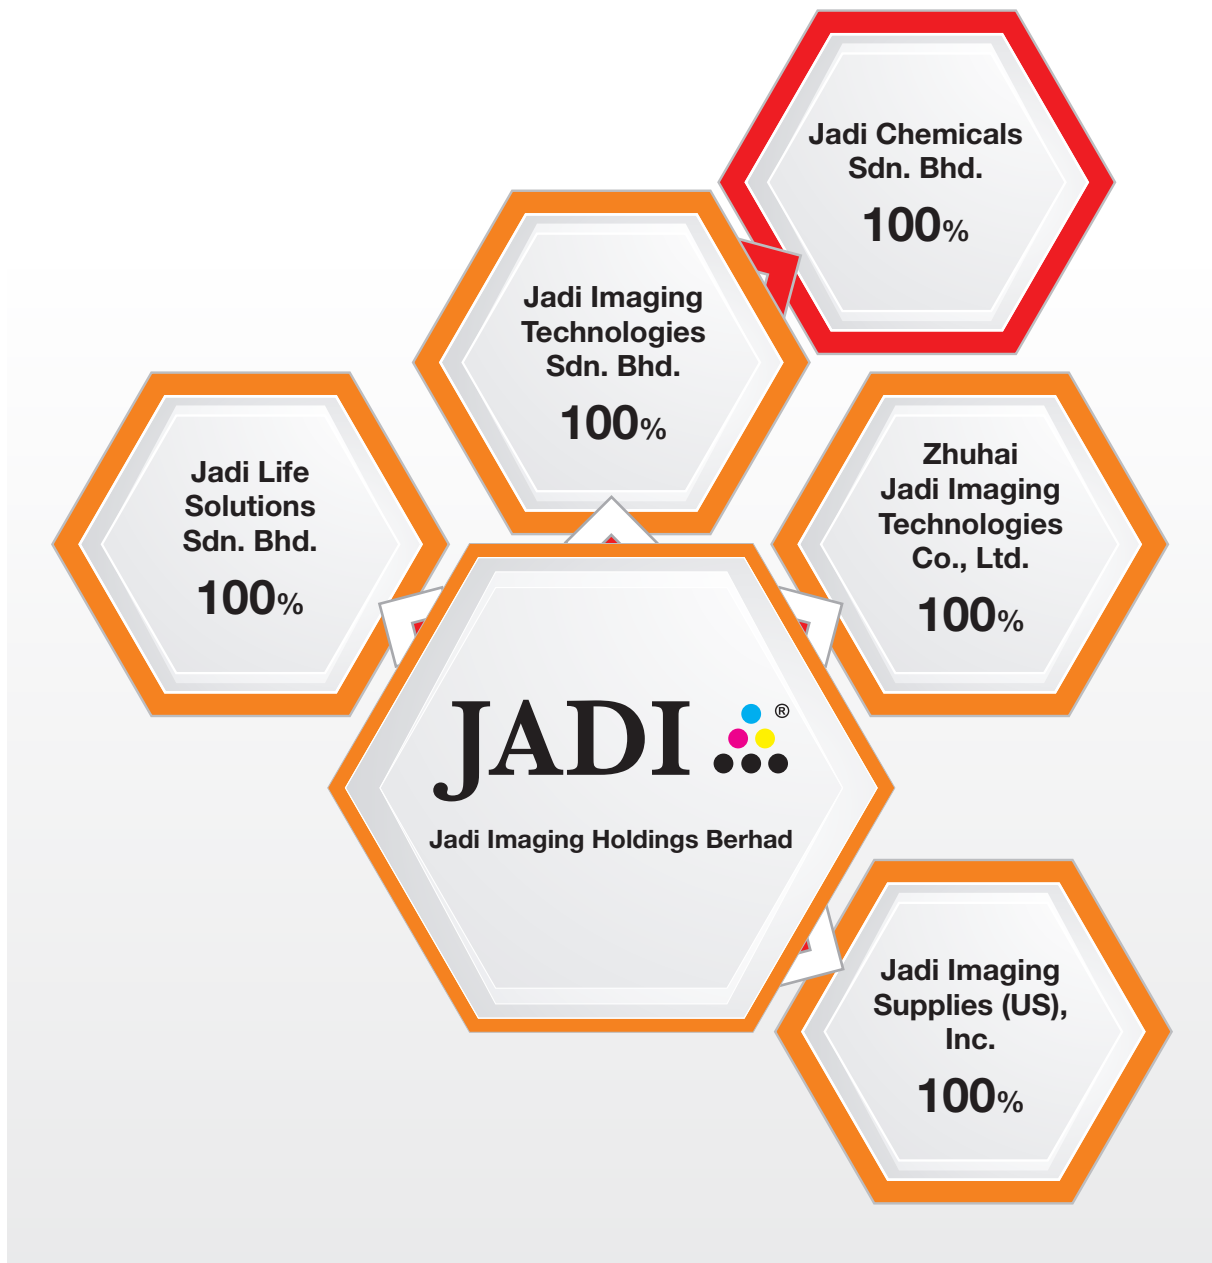 Jadi Chemicals
Sdn. Bhd.
100%
Jadi Imaging
Technologies
Sdn. Bhd.
100%
Jadi Life
Solutions
Sdn. Bhd.
100%
Zhuhai
Jadi Imaging
Technologies
Co., Ltd.
100%
JADI ®
Jadi Imaging Holdings Berhad
Jadi Imaging
Supplies (US),
Inc.
100%